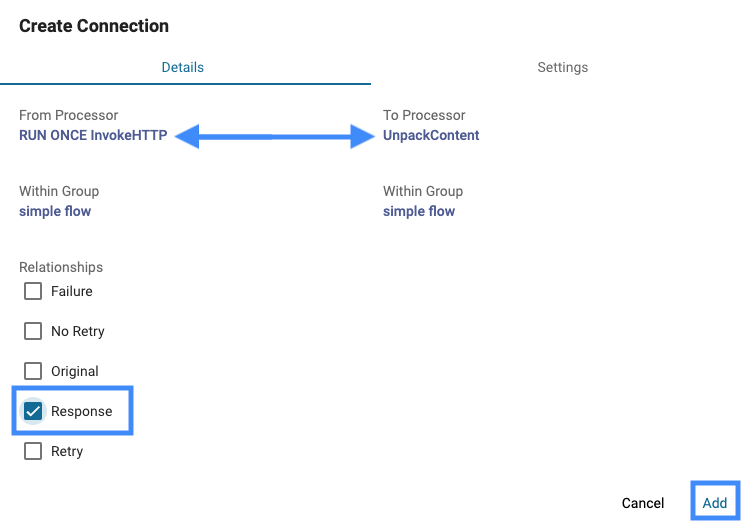 Create Connection
Details
Settings
From Processor
To Processor
RUN ONCE InvokeHTTP
UnpackContent
Within Group
Within Group
simple flow
simple flow
Relationships
Failure
No Retry
Original
Response
Retry
Cancel
Add